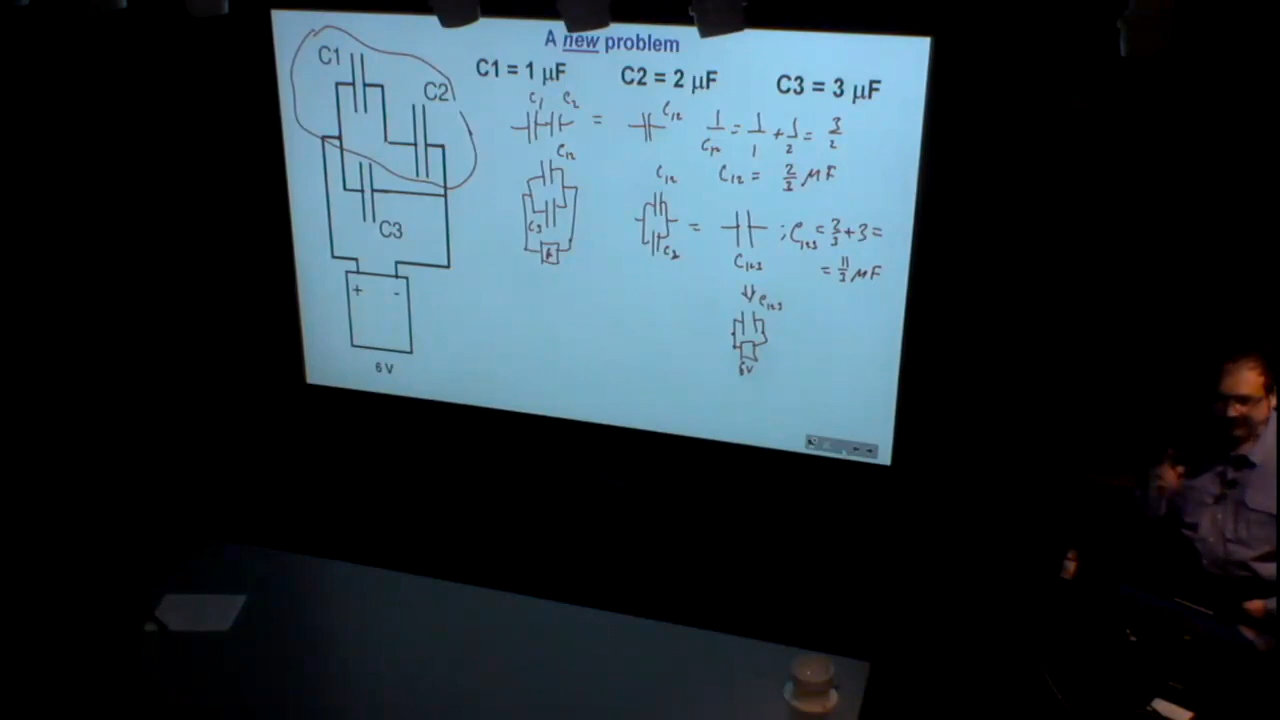 A new problem
C1 = 1 μF C2 = 2 μF C3 = 3 μF
C1
C2
C3
+ -
6 V
C1 C2 = C12
1/C12 = 1/1 + 1/2 = 3/2
C12 = 2/3 μF
C12
C3
C12
C3
= C123 ; C123 = 2/3 + 3 =
= 11/3 μF
C123
6V